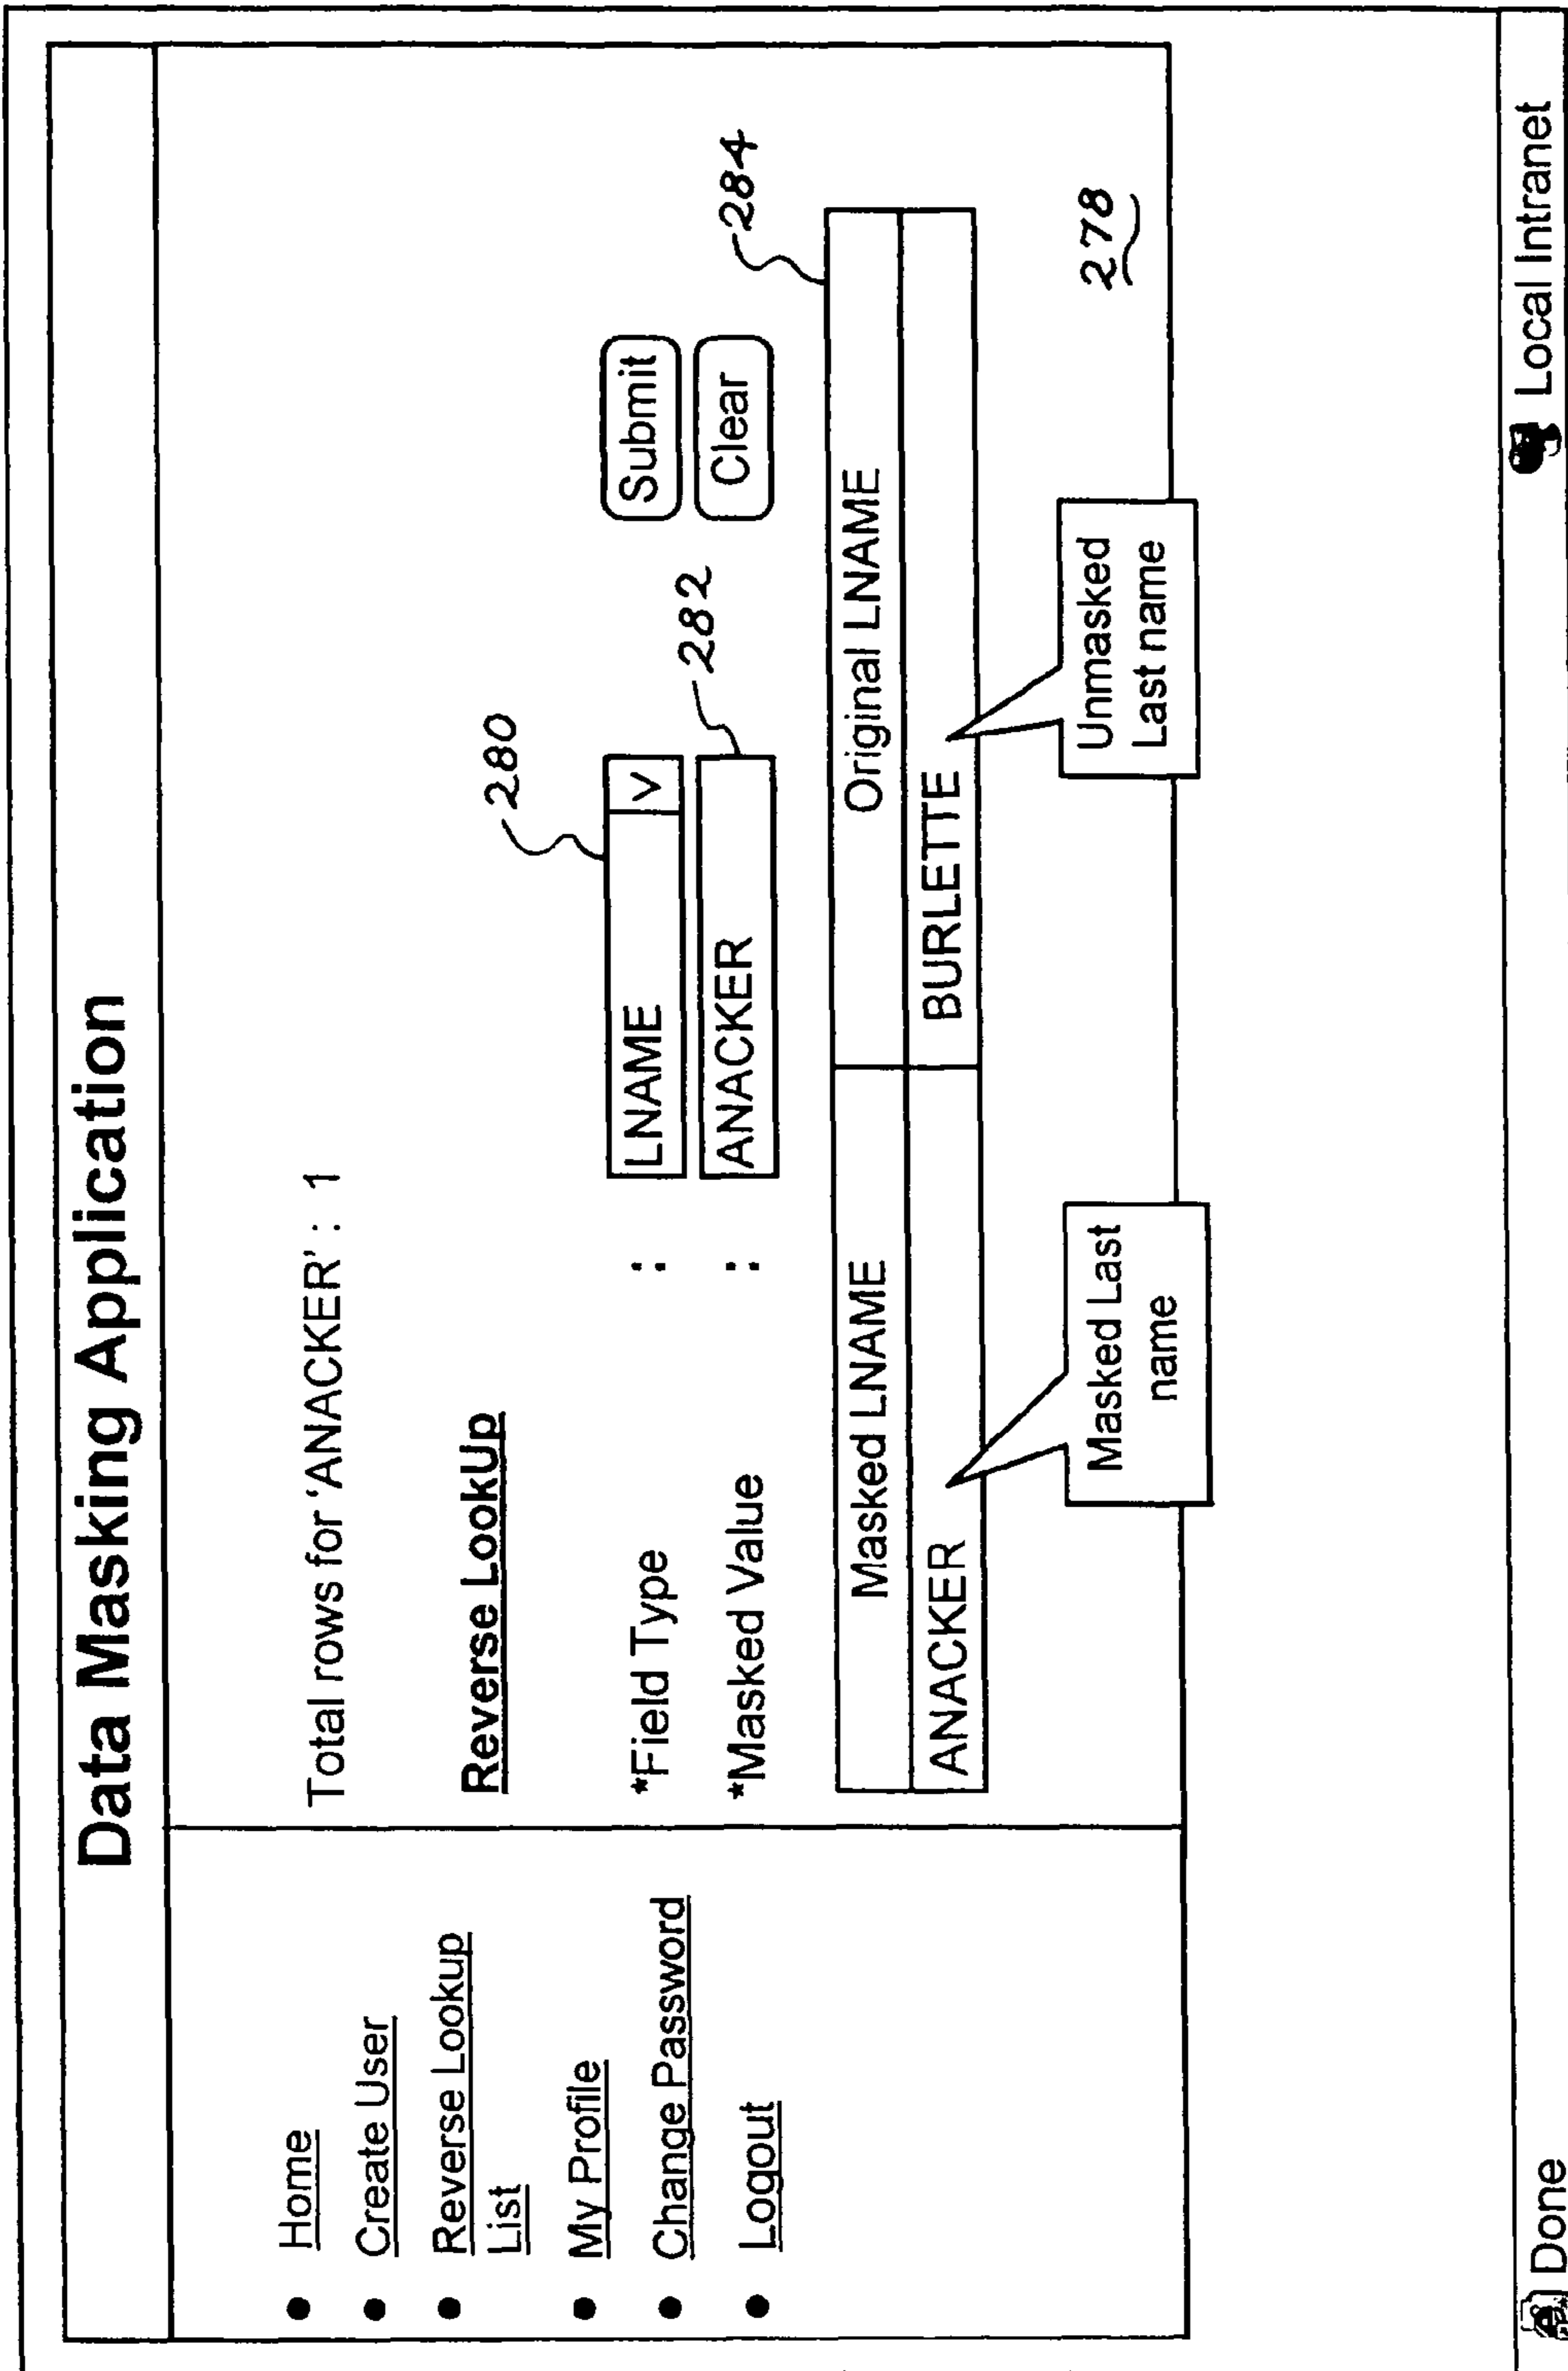 Data Masking Application
• Home
• Create User
• Reverse Lookup
List
• My Profile
• Change Password
• Logout
Total rows for 'ANACKER' : 1
Reverse LookUp
280
*Field Type : LNAME V Submit
*Masked Value : ANACKER Clear
282
284
Masked LNAME Original LNAME
ANACKER BURLETTE
Masked Last
name
Unmasked
Last name
278
Done Local Intranet